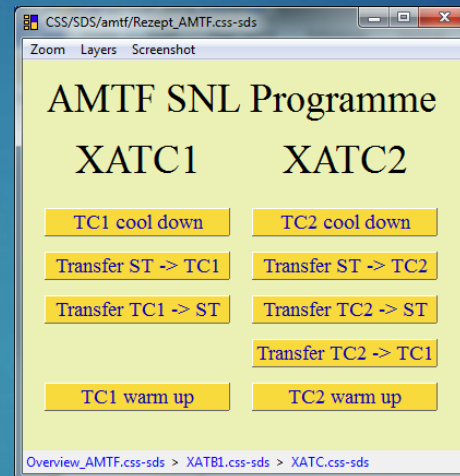 CSS/SDS/amtf/Rezept_AMTF.css-sds
Zoom Layers Screenshot
AMTF SNL Programme
XATC1 XATC2
TC1 cool down TC2 cool down
Transfer ST -> TC1 Transfer ST -> TC2
Transfer TC1 -> ST Transfer TC2 -> ST
Transfer TC2 -> TC1
TC1 warm up TC2 warm up
Overview_AMTF.css-sds > XATB1.css-sds > XATC.css-sds